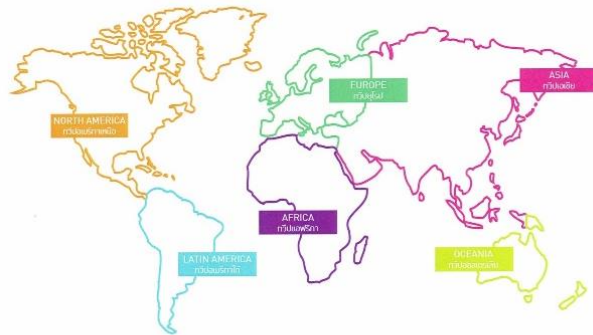 NORTH AMERICA
ทวีปอเมริกาเหนือ
EUROPE
ทวีปยุโรป
ASIA
ทวีปเอเชีย
AFRICA
ทวีปแอฟริกา
LATIN AMERICA
ทวีปอเมริกาใต้
OCEANIA